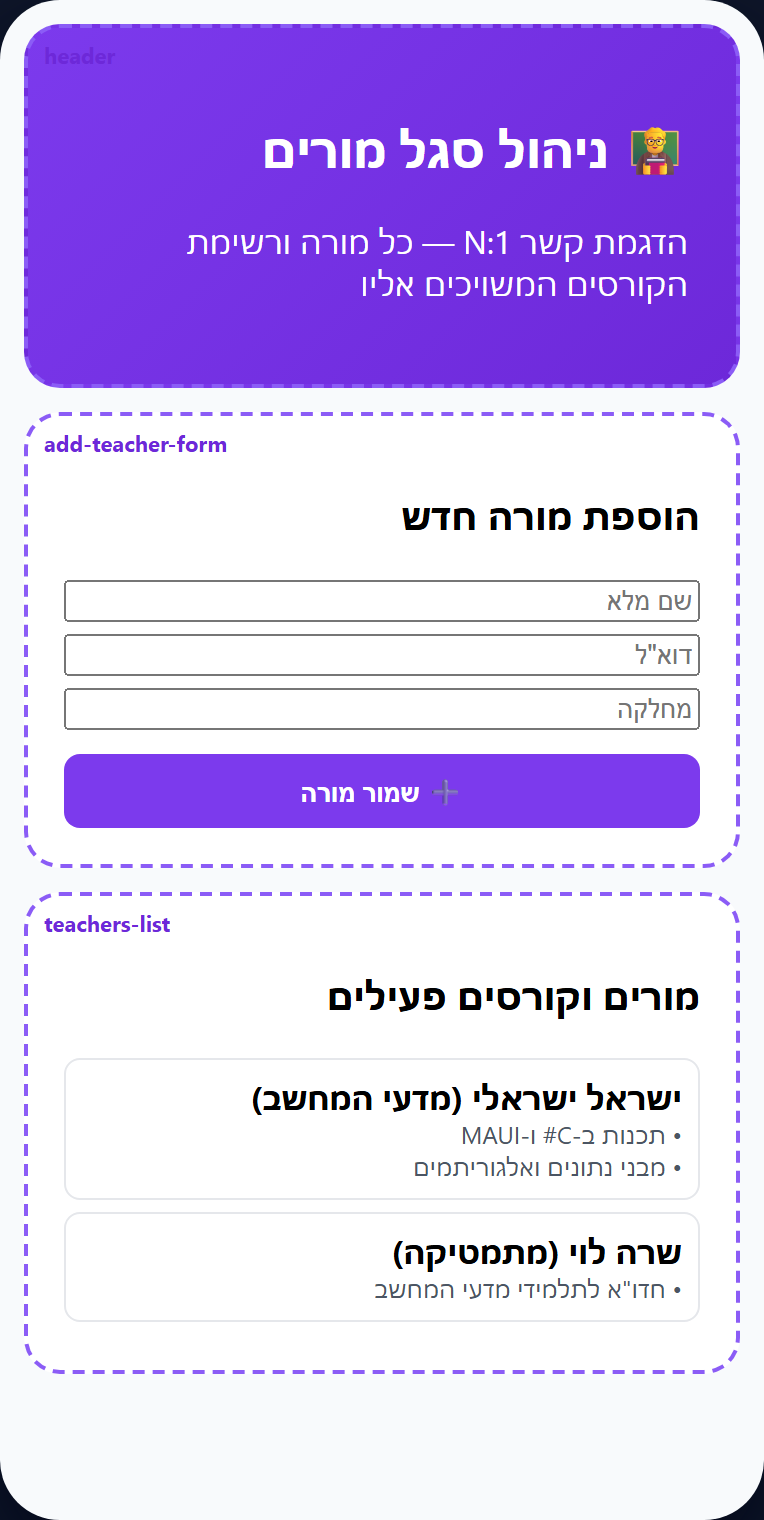 header
👨‍🏫 ניהול סגל מורים
הדגמת קשר N:1 — כל מורה ורשימת
הקורסים המשויכים אליו
add-teacher-form
הוספת מורה חדש
שם מלא
דוא"ל
מחלקה
➕ שמור מורה
teachers-list
מורים וקורסים פעילים
ישראל ישראלי (מדעי המחשב)
• תכנות ב-C# ו-MAUI
• מבני נתונים ואלגוריתמים
שרה לוי (מתמטיקה)
• חדו"א לתלמידי מדעי המחשב